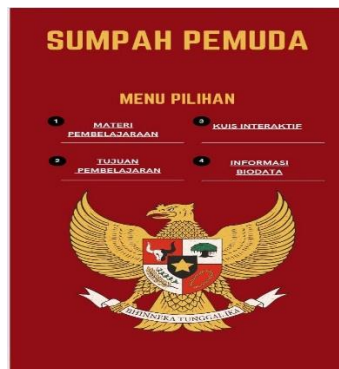 SUMPAH PEMUDA
MENU PILIHAN
1 MATERI
PEMBELAJARAAN
3 KUIS INTERAKTIF
2 TUJUAN
PEMBELAJARAN
4 INFORMASI
BIODATA
BHINNEKA TUNGGAL IKA